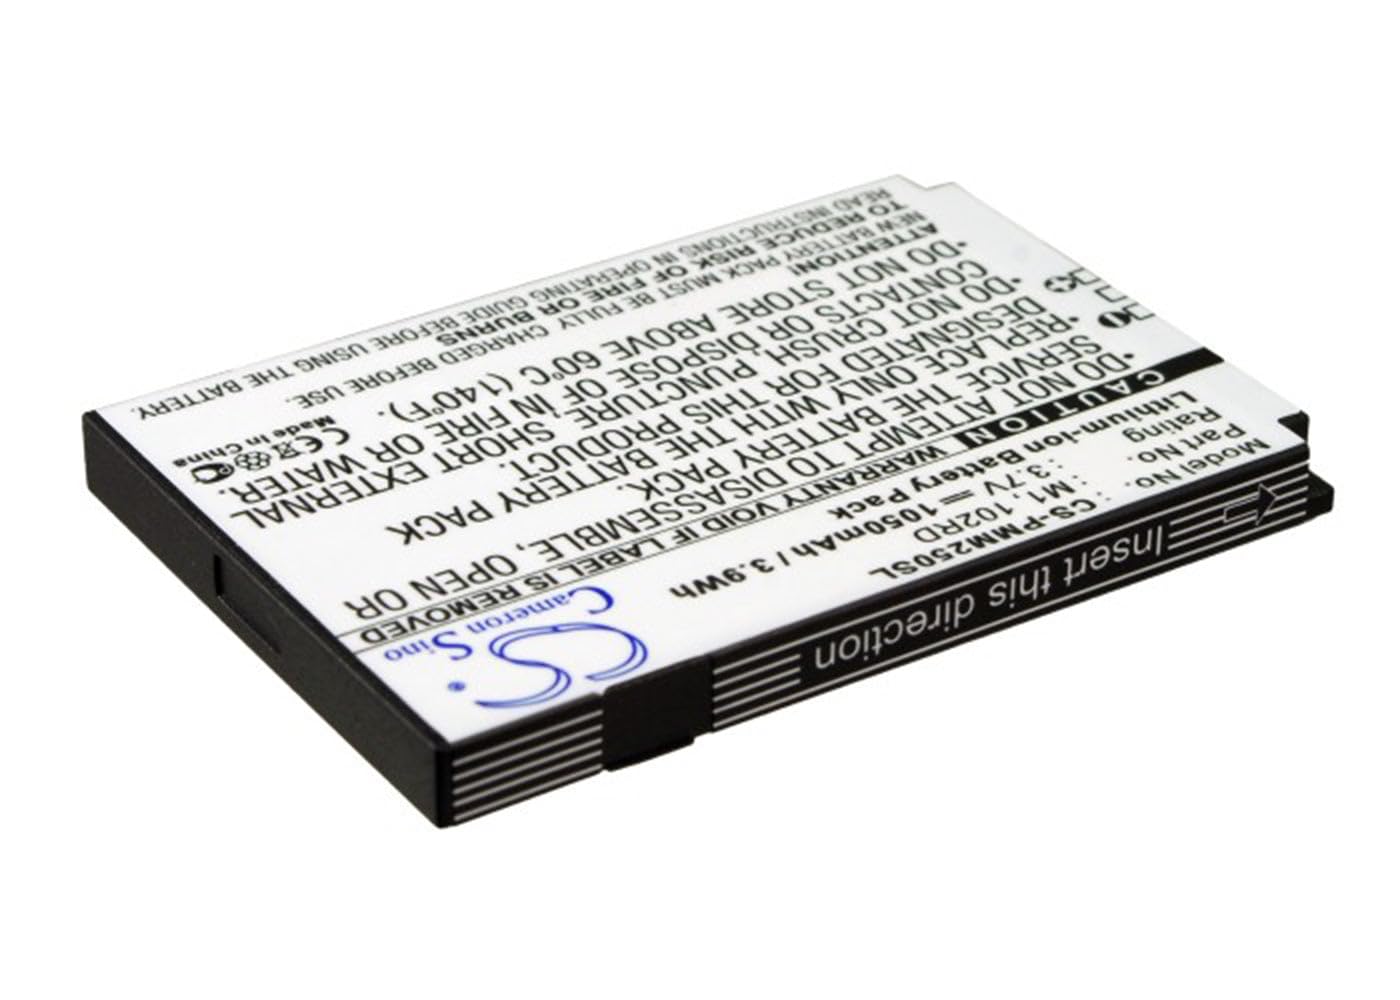 Model No. : CS-PMM250SL
Part No. : M1, 102RD
Rating : 3.7V 1050mAh / 3.9Wh
Lithium-Ion Battery Pack
CAUTION WARRANTY VOID IF LABEL IS REMOVED
•DO NOT ATTEMPT TO DISASSEMBLE, OPEN OR
SERVICE THE BATTERY PACK
•REPLACE ONLY WITH THE BATTERY PACK
DESIGNATED FOR THIS PRODUCT.
•DO NOT CRUSH, PUNCTURE, SHORT EXTERNAL
CONTACTS OR DISPOSE OF IN FIRE OR WATER.
•DO NOT STORE ABOVE 60°C (140°F).
ATTENTION!
NEW BATTERY PACK MUST BE FULLY CHARGED BEFORE USE.
TO REDUCE RISK OF FIRE OR BURNS
READ INSTRUCTIONS IN OPERATING GUIDE BEFORE USING THE BATTERY.
CE
Made in China
CS
Cameron Sino
®
Insert this direction